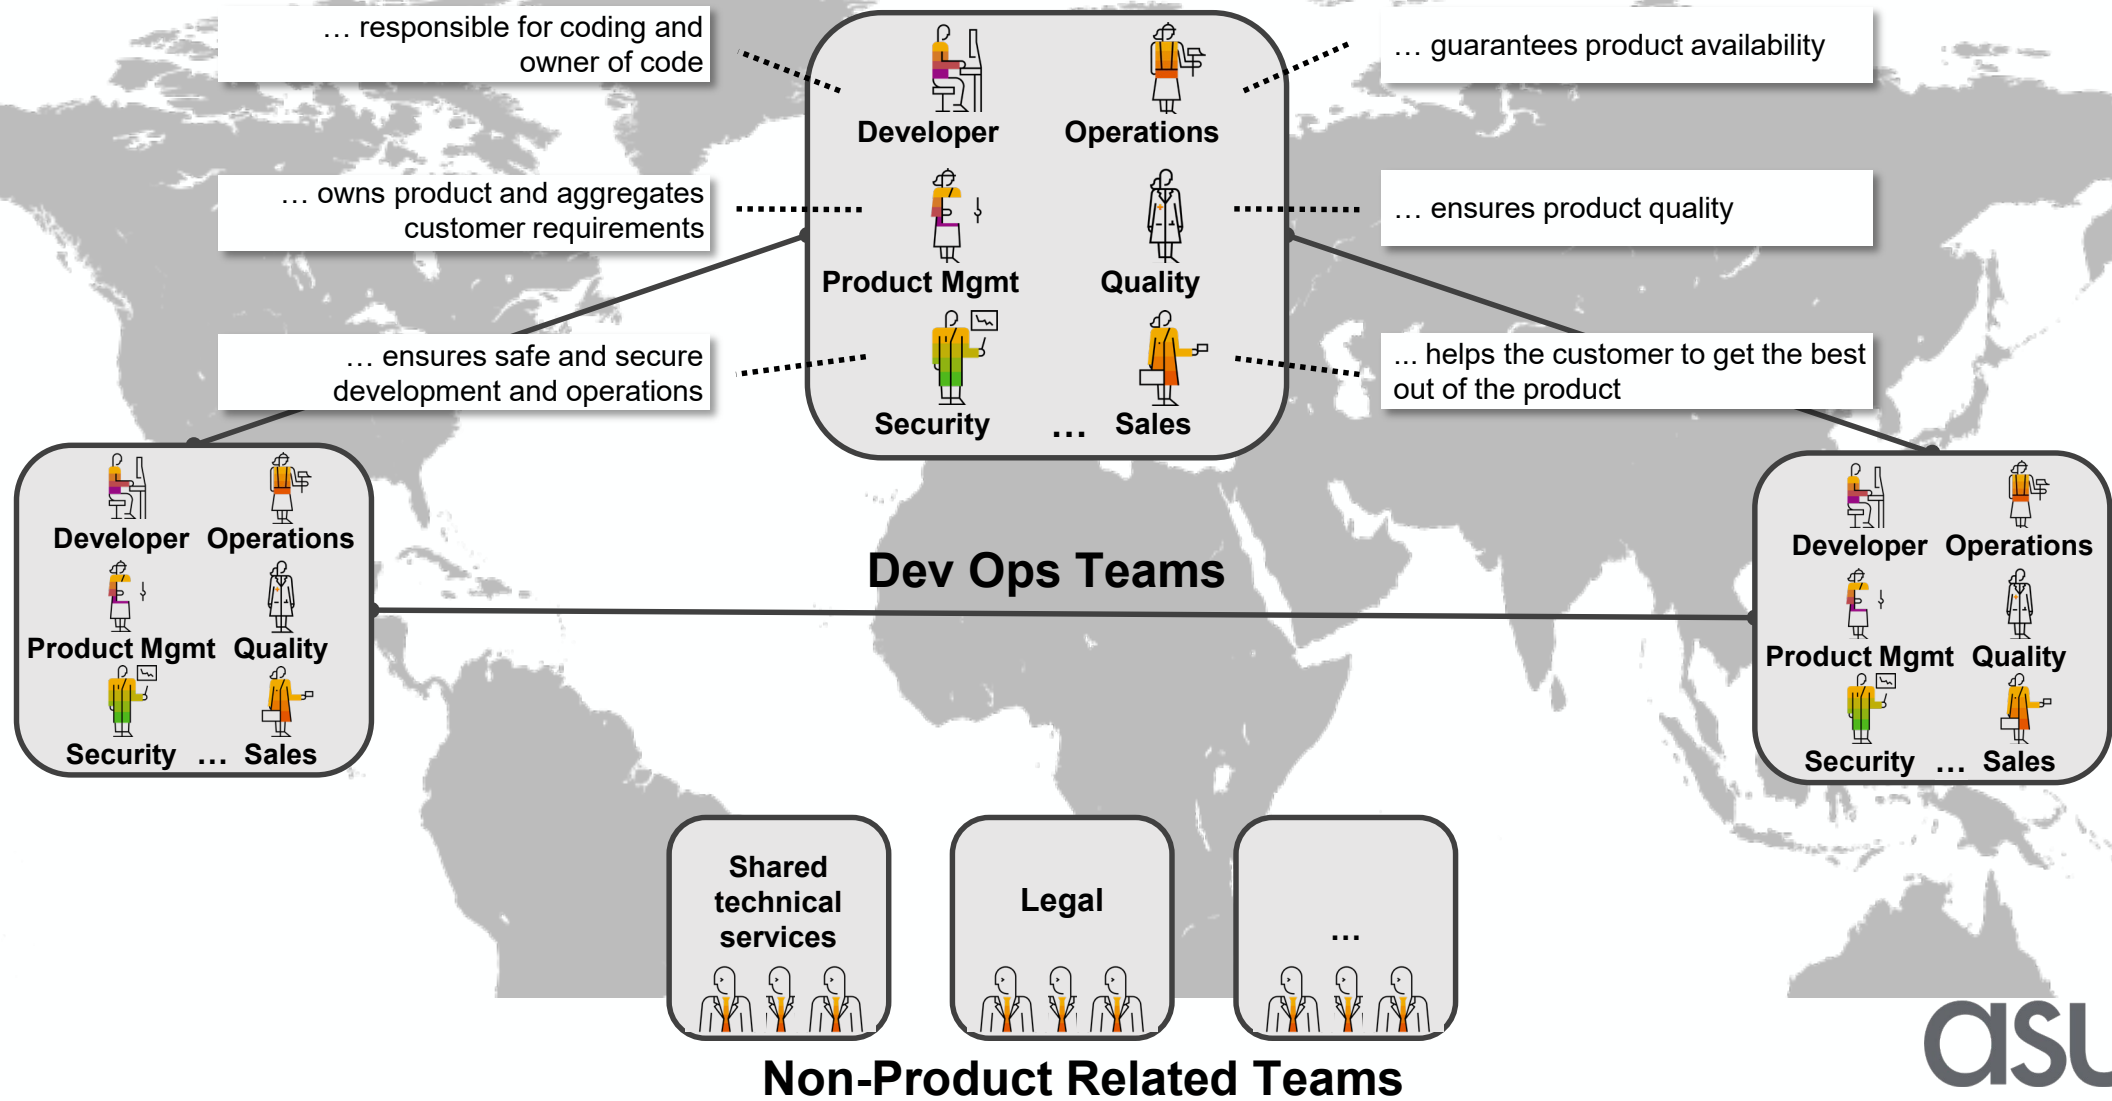 … responsible for coding and
owner of code
… guarantees product availability
Developer
Operations
… owns product and aggregates
customer requirements
… ensures product quality
Product Mgmt
Quality
… ensures safe and secure
development and operations
... helps the customer to get the best
out of the product
Security … Sales
Developer Operations
Product Mgmt Quality
Security … Sales
Dev Ops Teams
Developer Operations
Product Mgmt Quality
Security … Sales
Shared
technical
services
Legal
…
Non-Product Related Teams